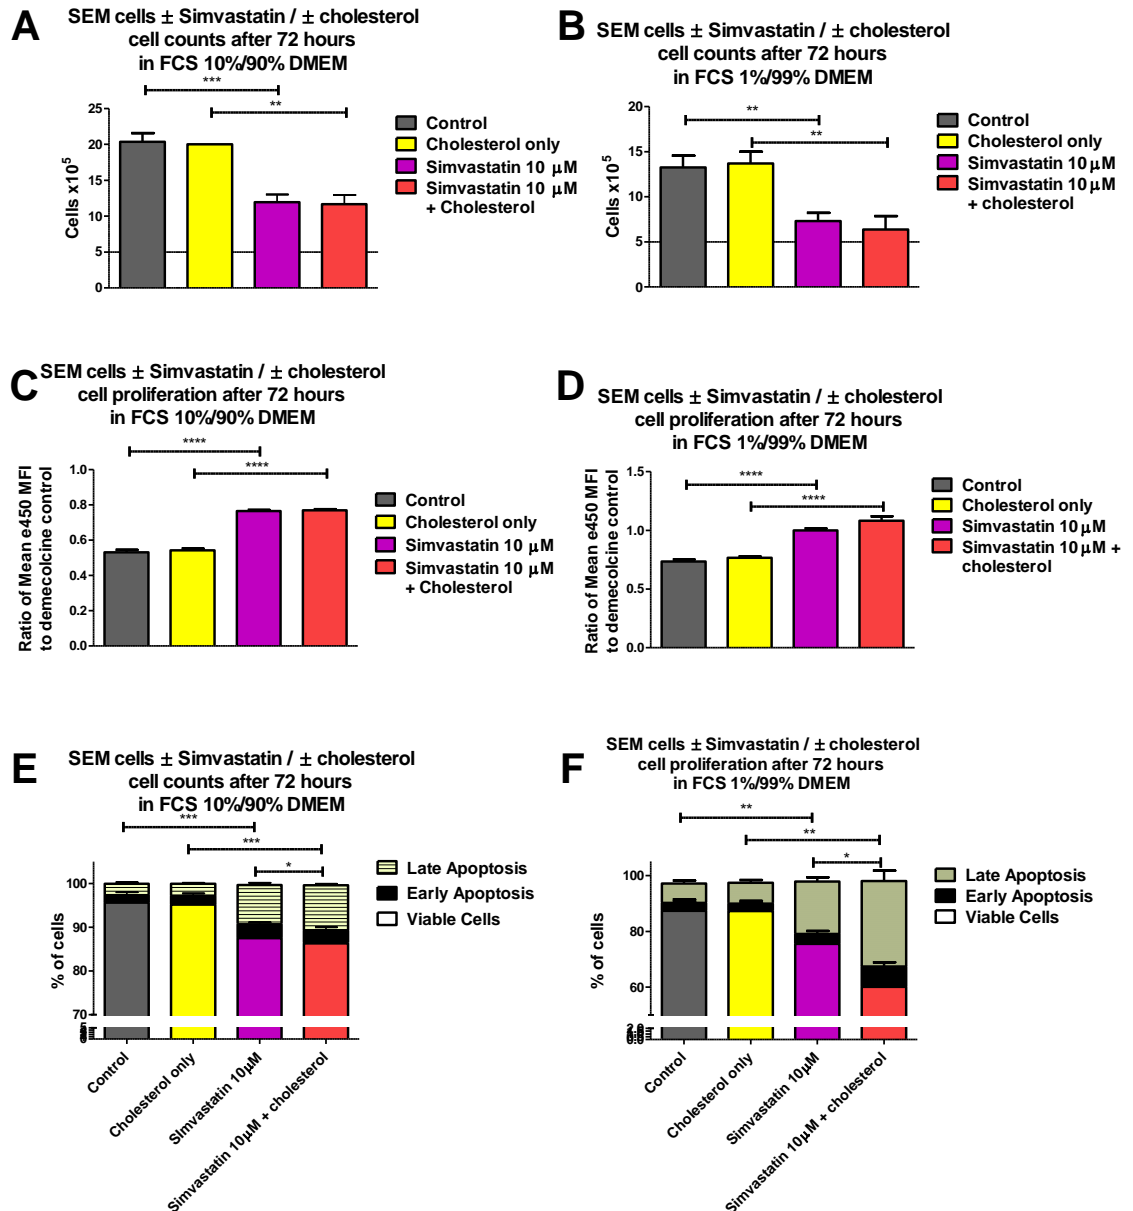 A
SEM cells ± Simvastatin / ± cholesterol
cell counts after 72 hours
in FCS 10%/90% DMEM
***
**
25
20
15
10
5
0
Cells x10⁵
Control
Cholesterol only
Simvastatin 10 µM
Simvastatin 10 µM
+ Cholesterol
B
SEM cells ± Simvastatin / ± cholesterol
cell counts after 72 hours
in FCS 1%/99% DMEM
**
**
20
15
10
5
0
Cells x10⁵
Control
Cholesterol only
Simvastatin 10 µM
Simvastatin 10 µM
+ cholesterol
C
SEM cells ± Simvastatin / ± cholesterol
cell proliferation after 72 hours
in FCS 10%/90% DMEM
****
****
1.0
0.8
0.6
0.4
0.2
0.0
Ratio of Mean e450 MFI
to demecolcine control
Control
Cholesterol only
Simvastatin 10 µM
Simvastatin 10 µM
+ Cholesterol
D
SEM cells ± Simvastatin / ± cholesterol
cell proliferation after 72 hours
in FCS 1%/99% DMEM
****
****
1.5
1.0
0.5
0.0
Ratio of Mean e450 MFI
to demecolcine control
Control
Cholesterol only
Simvastatin 10 µM
Simvastatin 10 µM +
cholesterol
E
SEM cells ± Simvastatin / ± cholesterol
cell counts after 72 hours
in FCS 10%/90% DMEM
***
***
*
100
90
80
70
5
0
% of cells
Late Apoptosis
Early Apoptosis
Viable Cells
Control
Cholesterol only
SImvastatin 10µM
Simvastatin 10µM + cholesterol
F
SEM cells ± Simvastatin / ± cholesterol
cell proliferation after 72 hours
in FCS 1%/99% DMEM
**
**
*
100
80
60
2.0
0.0
% of cells
Late Apoptosis
Early Apoptosis
Viable Cells
Control
Cholesterol only
Simvastatin 10µM
Simvastatin 10µM + cholesterol